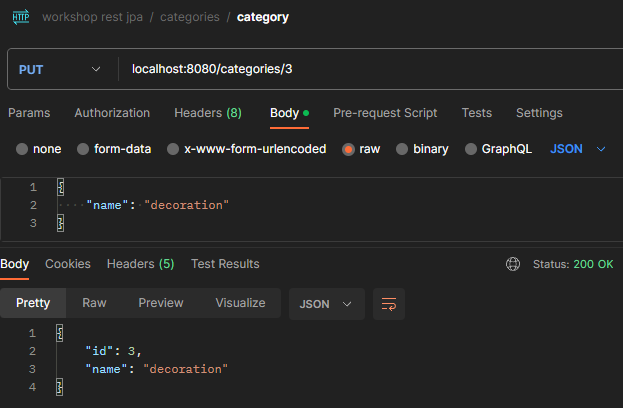 HTTP workshop rest jpa / categories / category
PUT localhost:8080/categories/3
Params Authorization Headers (8) Body Pre-request Script Tests Settings
none form-data x-www-form-urlencoded raw binary GraphQL JSON
1 {
2 "name": "decoration"
3 }
Body Cookies Headers (5) Test Results Status: 200 OK
Pretty Raw Preview Visualize JSON
1 {
2 "id": 3,
3 "name": "decoration"
4 }